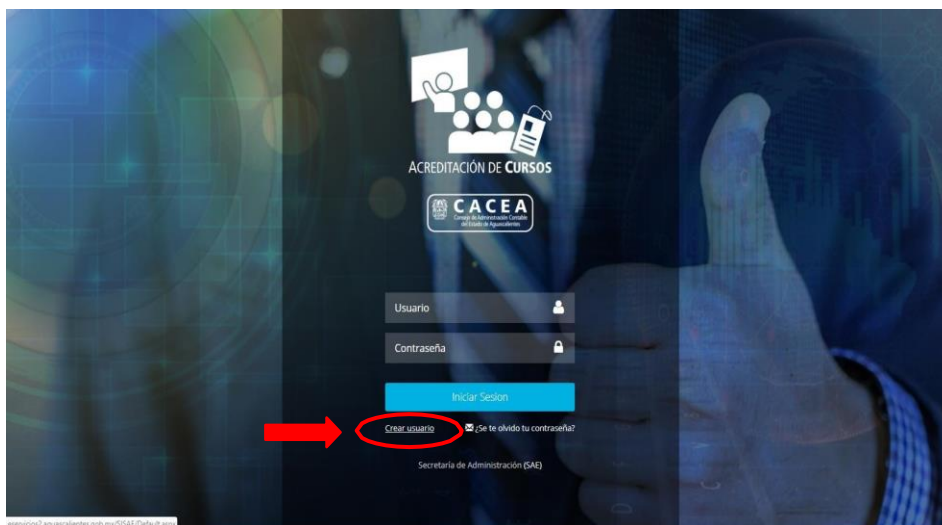 ACREDITACIÓN DE CURSOS
CACEA
Consejo de Administración Contable
del Estado de Aguascalientes
Usuario
Contraseña
Iniciar Sesion
Crear usuario
¿Se te olvido tu contraseña?
Secretaría de Administración (SAE)